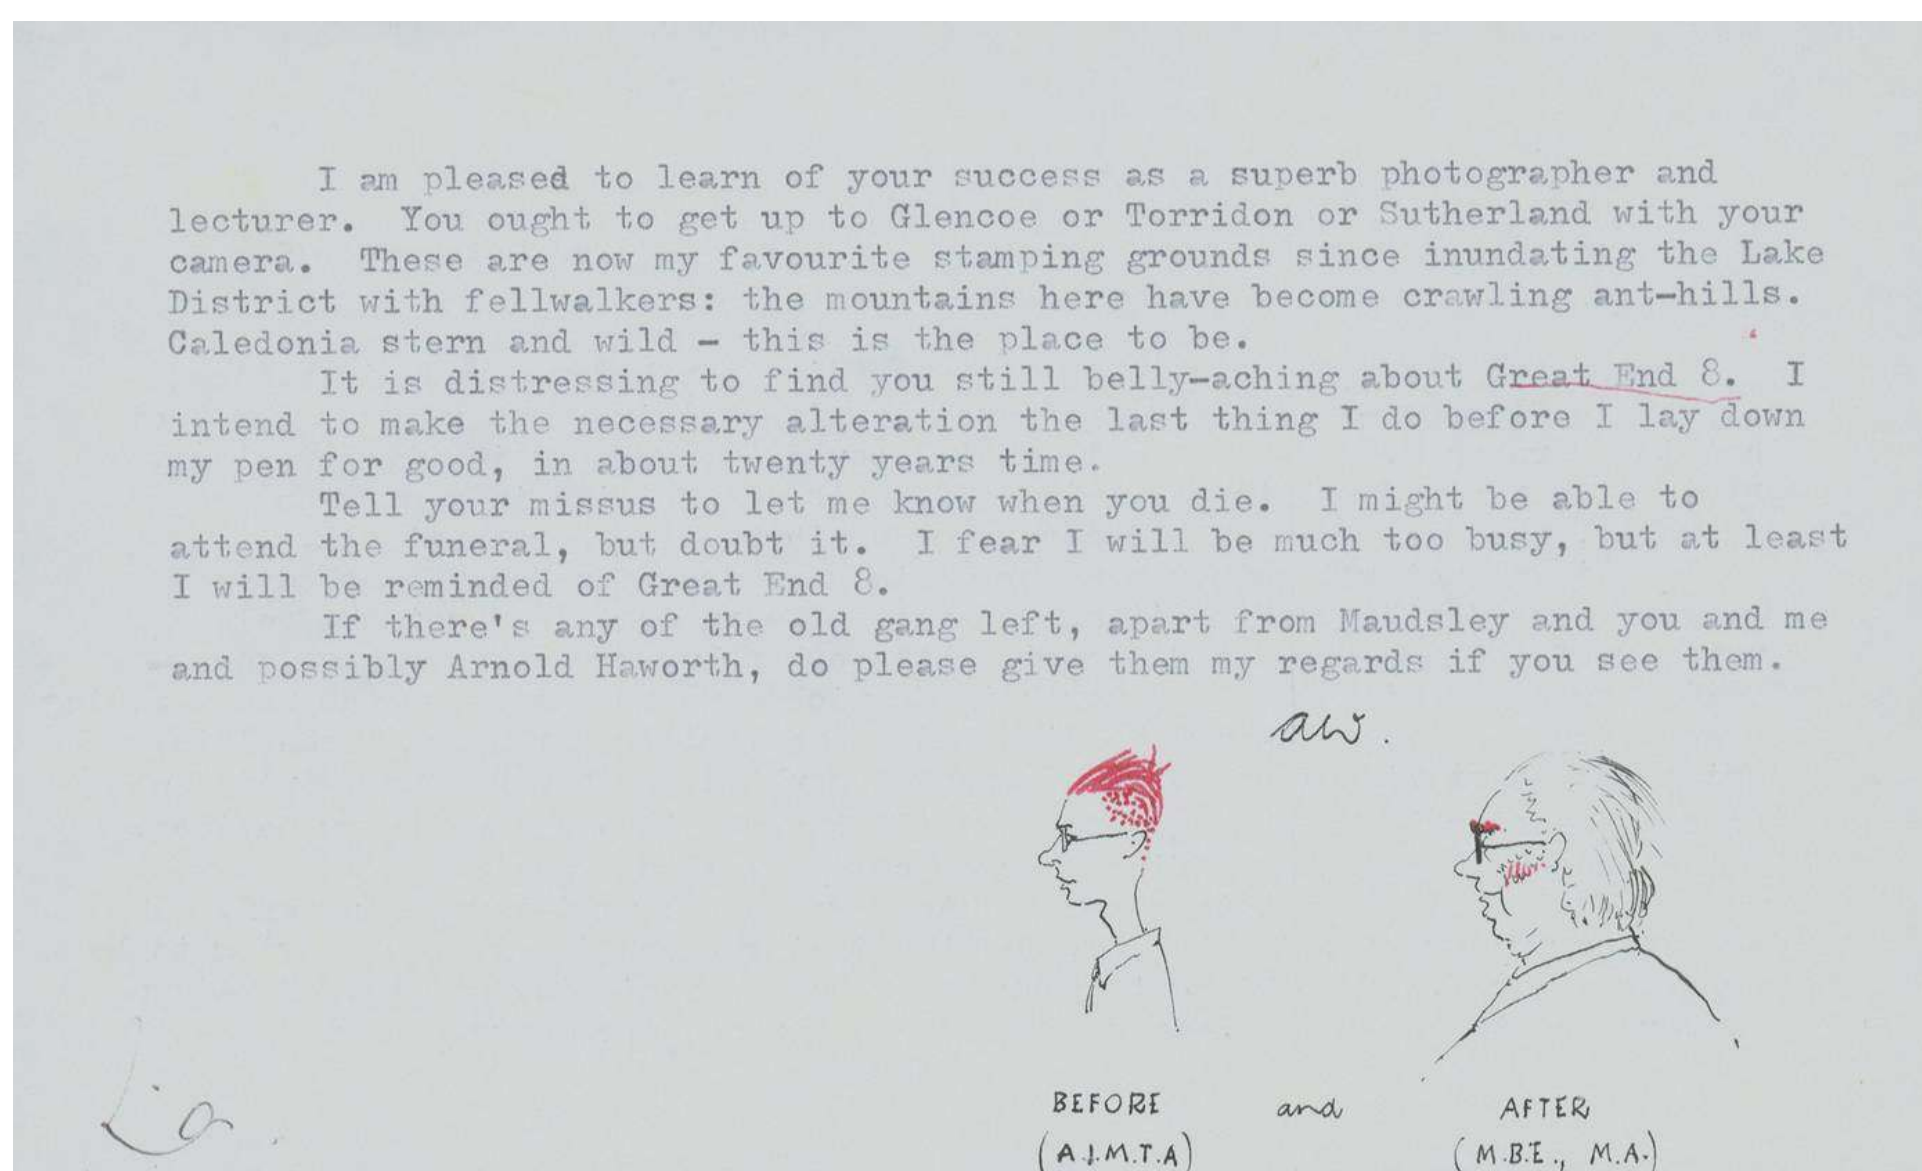 I am pleased to learn of your success as a superb photographer and
lecturer. You ought to get up to Glencoe or Torridon or Sutherland with your
camera. These are now my favourite stamping grounds since inundating the Lake
District with fellwalkers: the mountains here have become crawling ant-hills.
Caledonia stern and wild - this is the place to be.
It is distressing to find you still belly-aching about Great End 8. I
intend to make the necessary alteration the last thing I do before I lay down
my pen for good, in about twenty years time.
Tell your missus to let me know when you die. I might be able to
attend the funeral, but doubt it. I fear I will be much too busy, but at least
I will be reminded of Great End 8.
If there's any of the old gang left, apart from Maudsley and you and me
and possibly Arnold Haworth, do please give them my regards if you see them.
AW.
BEFORE and AFTER
(A.I.M.T.A) (M.B.E., M.A.)